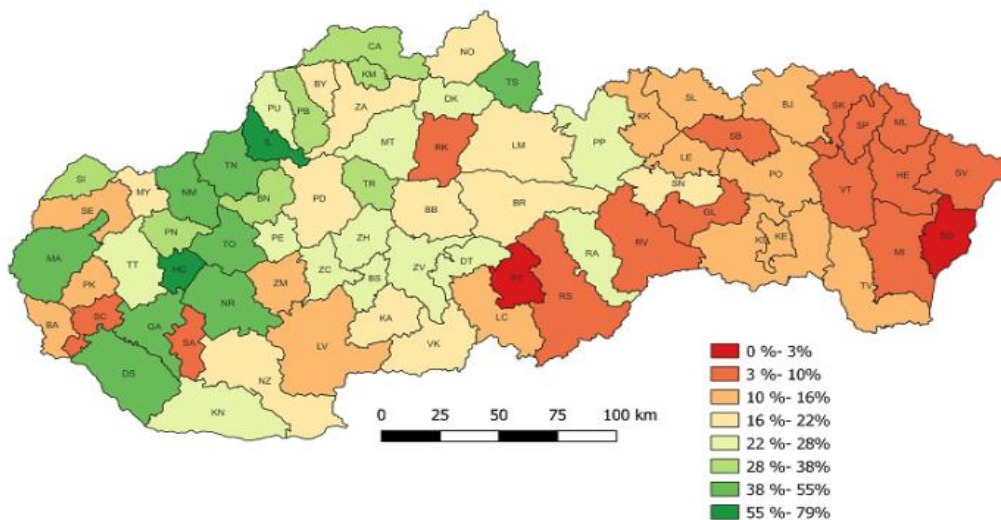 CA
NO
KM
BY
TS
PU
PB
ZA
DK
SL
BJ
SK
KK
SP
ML
IL
MT
RK
LM
PP
SB
TN
LE
PO
HE
SV
SI
MY
NM
BN
PD
TR
SN
VT
SE
BB
BR
GL
PN
TO
PE
ZH
RV
KS
KE
SO
MA
TT
HC
DT
RA
MI
ZC
ZV
PT
PK
ZM
BS
TV
NR
RS
BA
SC
GA
SA
KA
LC
LV
VK
DS
NZ
KN
0 %- 3%
3 %- 10%
10 %- 16%
16 %- 22%
22 %- 28%
28 %- 38%
38 %- 55%
55 %- 79%
0 25 50 75 100 km